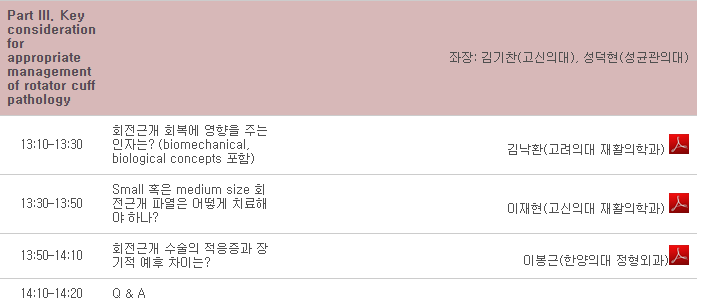 Part III. Key
consideration
for
appropriate
management
of rotator cuff
pathology
좌장: 김기찬(고신의대), 성덕현(성균관의대)
13:10-13:30
회전근개 회복에 영향을 주는
인자는? (biomechanical,
biological concepts 포함)
김낙환(고려의대 재활의학과)
13:30-13:50
Small 혹은 medium size 회
전근개 파열은 어떻게 치료해
야 하나?
이재현(고신의대 재활의학과)
13:50-14:10
회전근개 수술의 적응증과 장
기적 예후 차이는?
이봉근(한양의대 정형외과)
14:10-14:20
Q & A